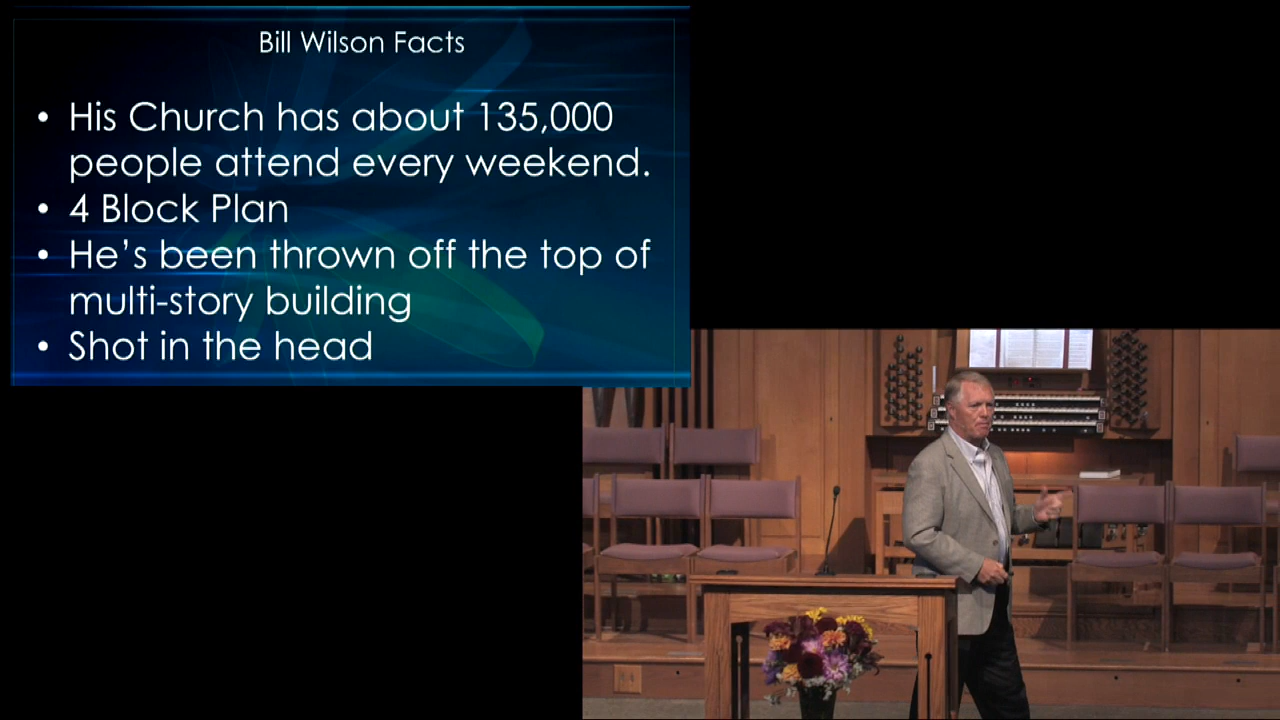 Bill Wilson Facts
• His Church has about 135,000
people attend every weekend.
• 4 Block Plan
• He’s been thrown off the top of
multi-story building
• Shot in the head